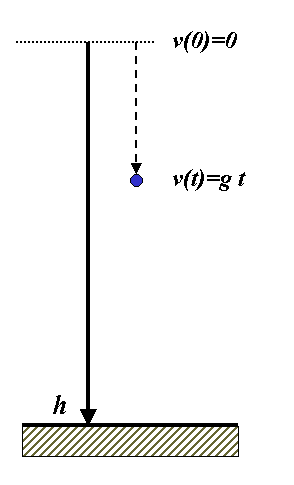 v(0)=0
v(t)=g t
h